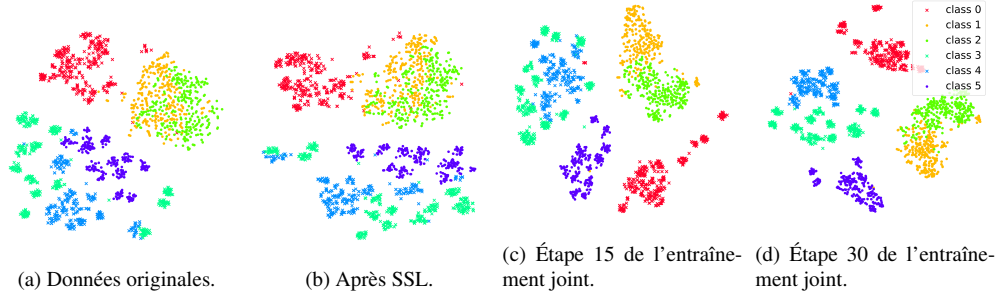 class 0
class 1
class 2
class 3
class 4
class 5
(a) Données originales.
(b) Après SSL.
(c) Étape 15 de l'entraîne-
ment joint.
(d) Étape 30 de l'entraîne-
ment joint.